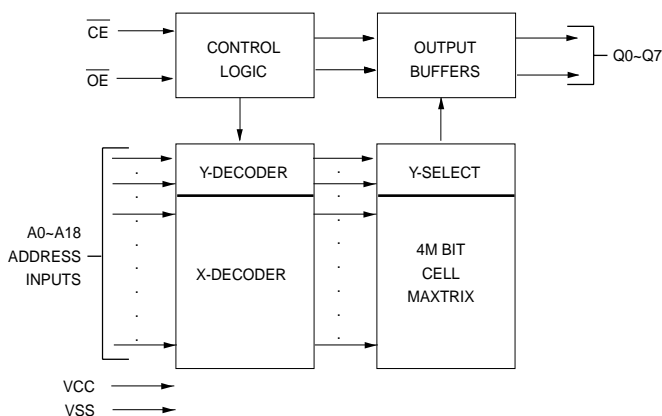 CE
OE
CONTROL
LOGIC
OUTPUT
BUFFERS
Q0~Q7
A0~A18
ADDRESS
INPUTS
Y-DECODER
X-DECODER
Y-SELECT
4M BIT
CELL
MAXTRIX
VCC
VSS